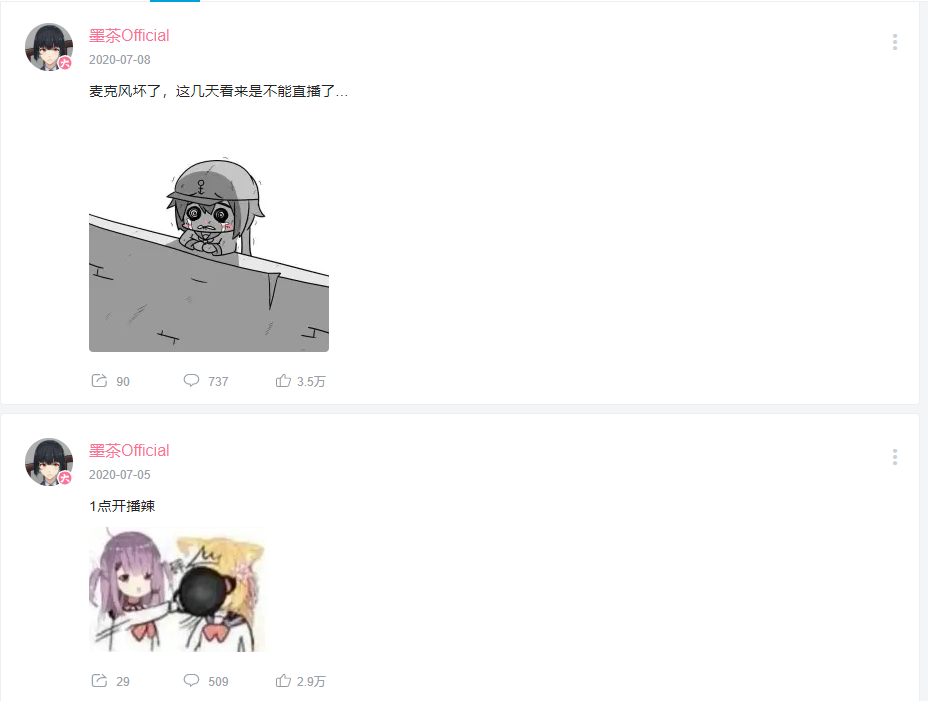 墨茶Official
2020-07-08
麦克风坏了，这几天看来是不能直播了...
90 737 3.5万
墨茶Official
2020-07-05
1点开播辣
砰
29 509 2.9万